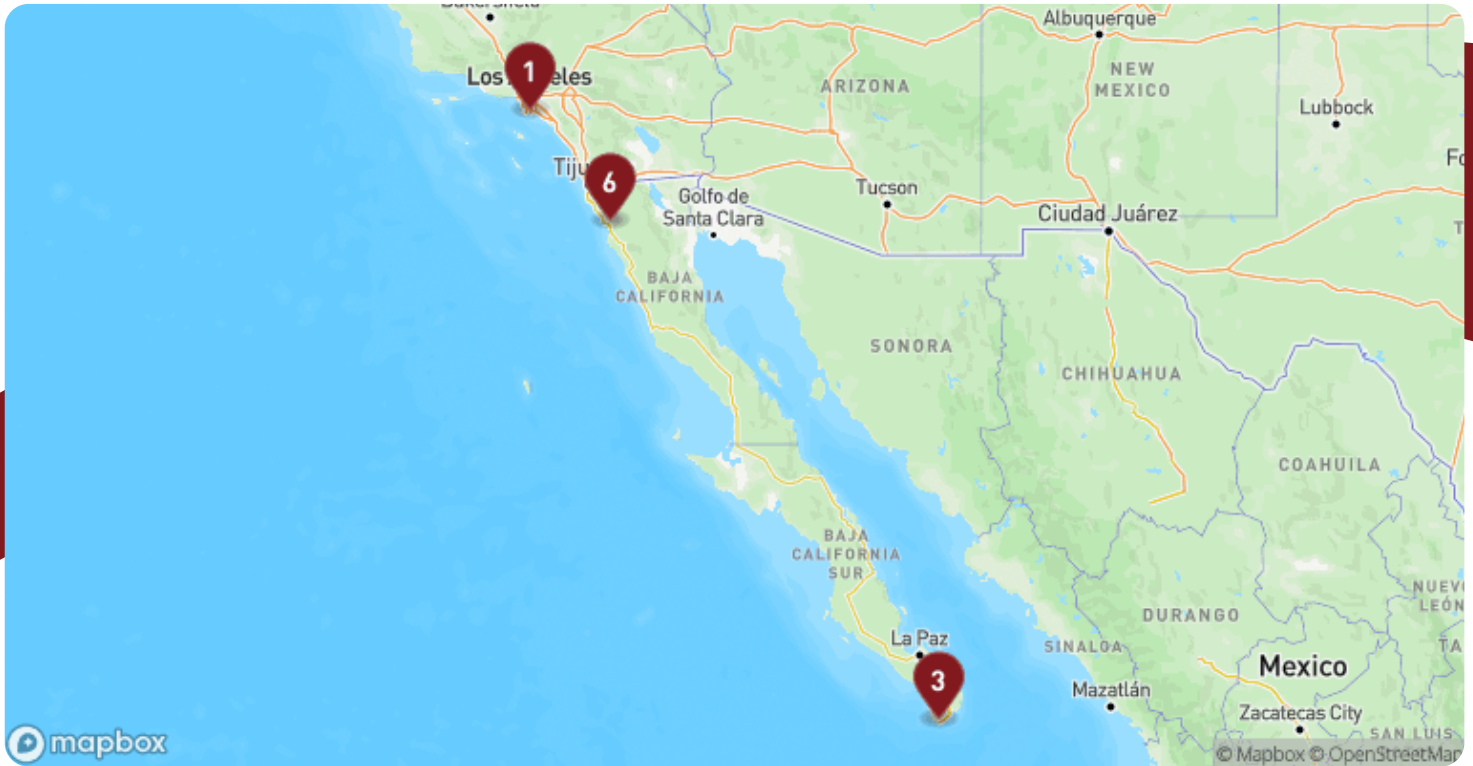 Albuquerque
1
Los Angeles
ARIZONA
NEW
MEXICO
Lubbock
6
Tucson
Golfo de
Santa Clara
Ciudad Juárez
BAJA
CALIFORNIA
SONORA
CHIHUAHUA
COAHUILA
BAJA
CALIFORNIA
SUR
DURANGO
La Paz
SINALOA
3
Mexico
Mazatlán
Zacatecas City
SAN LUIS
mapbox
© Mapbox © OpenStreetMap